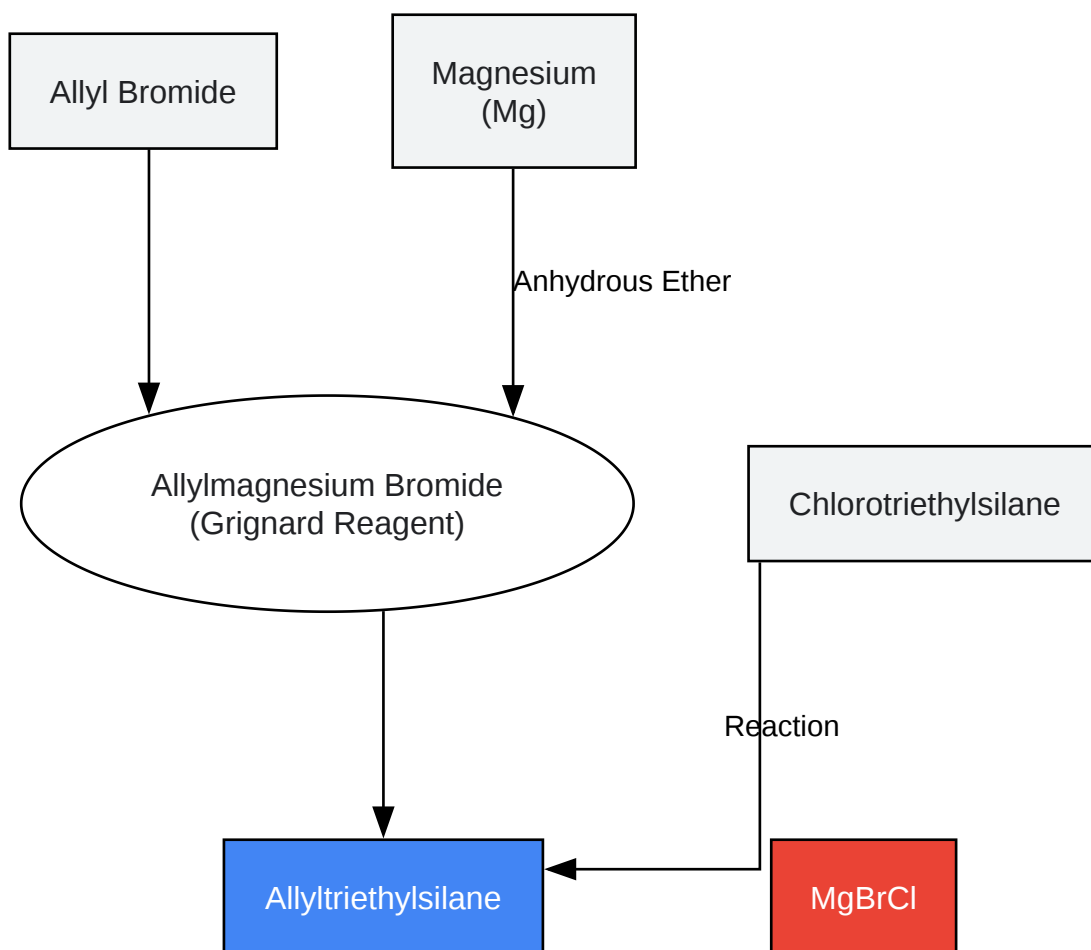 Allyl Bromide
Magnesium
(Mg)
Anhydrous Ether
Allylmagnesium Bromide
(Grignard Reagent)
Chlorotriethylsilane
Reaction
Allyltriethylsilane
MgBrCl